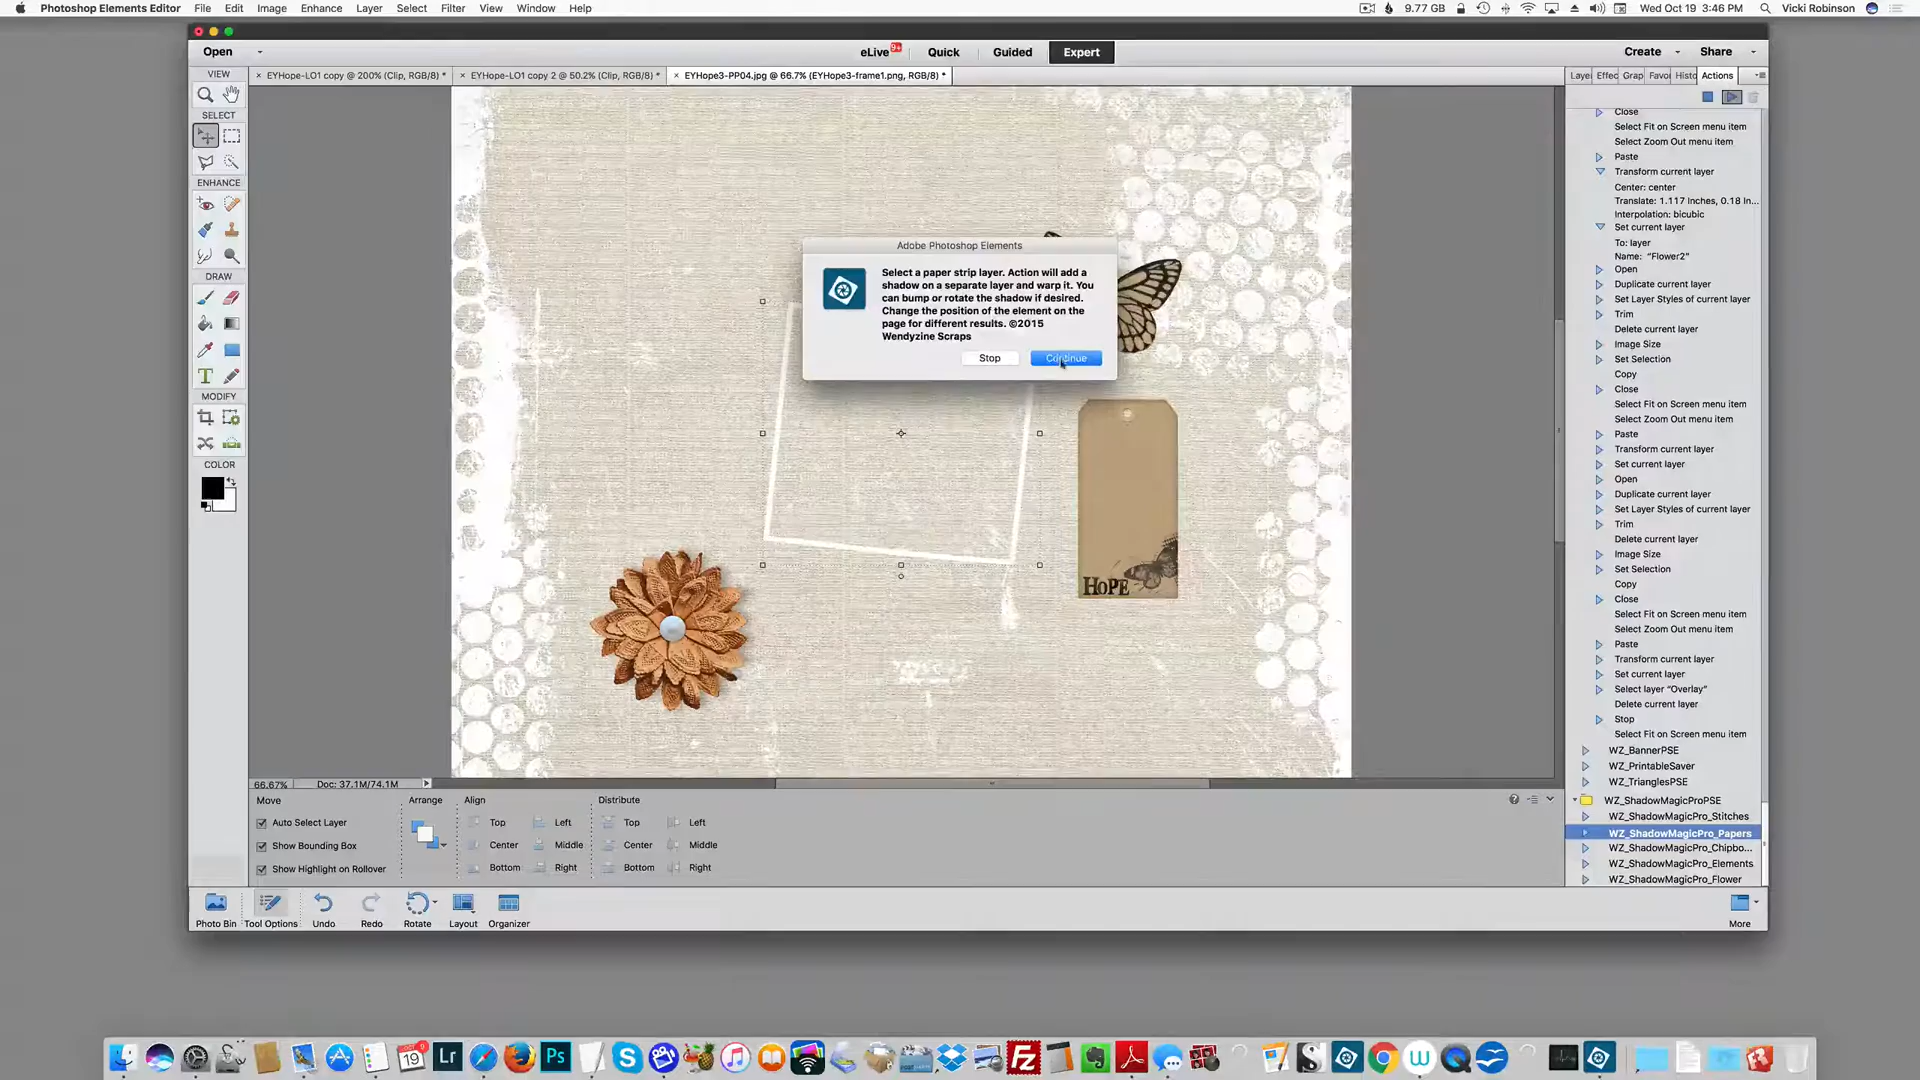 Photoshop Elements Editor File Edit Image Enhance Layer Select Filter View Window Help 9.77 GB Wed Oct 19 3:46 PM Vicki Robinson
Open eLive 9+ Quick Guided Expert Create Share
VIEW
EYHope-LO1 copy @ 200% (Clip, RGB/8) *
EYHope-LO1 copy 2 @ 50.2% (Clip, RGB/8) *
EYHope3-PP04.jpg @ 66.7% (EYHope3-frame1.png, RGB/8) *
Laye Effec Grap Favo Histo Actions
SELECT
ENHANCE
DRAW
MODIFY
COLOR
Adobe Photoshop Elements
Select a paper strip layer. Action will add a
shadow on a separate layer and warp it. You
can bump or rotate the shadow if desired.
Change the position of the element on the
page for different results. ©2015
Wendyzine Scraps
Stop Continue
HOPE
Close
Select Fit on Screen menu item
Select Zoom Out menu item
Paste
Transform current layer
Center: center
Translate: 1.117 Inches, 0.18 In...
Interpolation: bicubic
Set current layer
To: layer
Name: "Flower2"
Open
Duplicate current layer
Set Layer Styles of current layer
Trim
Delete current layer
Image Size
Set Selection
Copy
Close
Select Fit on Screen menu item
Select Zoom Out menu item
Paste
Transform current layer
Set current layer
Open
Duplicate current layer
Set Layer Styles of current layer
Trim
Delete current layer
Image Size
Set Selection
Copy
Close
Select Fit on Screen menu item
Select Zoom Out menu item
Paste
Transform current layer
Set current layer
Select layer "Overlay"
Delete current layer
Stop
Select Fit on Screen menu item
WZ_BannerPSE
WZ_PrintableSaver
WZ_TrianglesPSE
WZ_ShadowMagicProPSE
WZ_ShadowMagicPro_Stitches
WZ_ShadowMagicPro_Papers
WZ_ShadowMagicPro_Chipbo...
WZ_ShadowMagicPro_Elements
WZ_ShadowMagicPro_Flower
66.67% Doc: 37.1M/74.1M
Move Arrange Align Distribute
Auto Select Layer Top Left Top Left
Show Bounding Box Center Middle Center Middle
Show Highlight on Rollover Bottom Right Bottom Right
Photo Bin Tool Options Undo Redo Rotate Layout Organizer More
19 Lr Ps